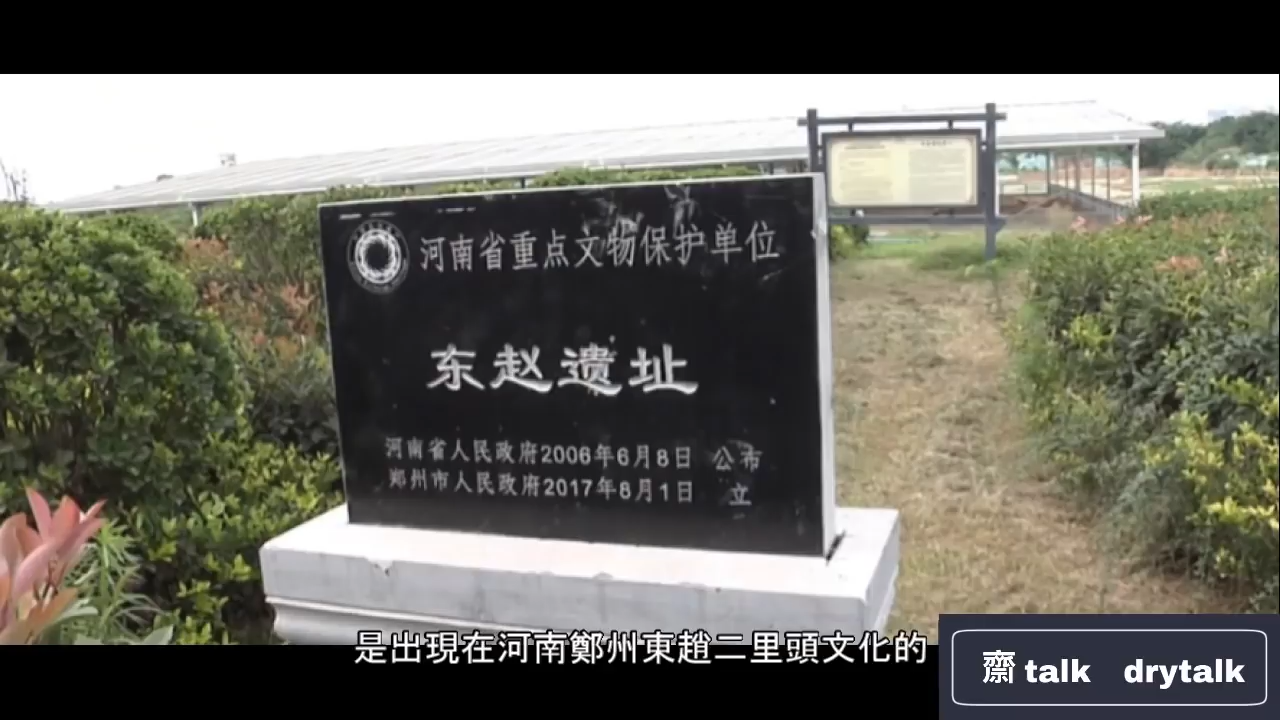 河南省重点文物保护单位
东赵遗址
河南省人民政府2006年6月8日 公布
郑州市人民政府2017年8月1日 立
是出現在河南鄭州東趙二里頭文化的
齋 talk drytalk